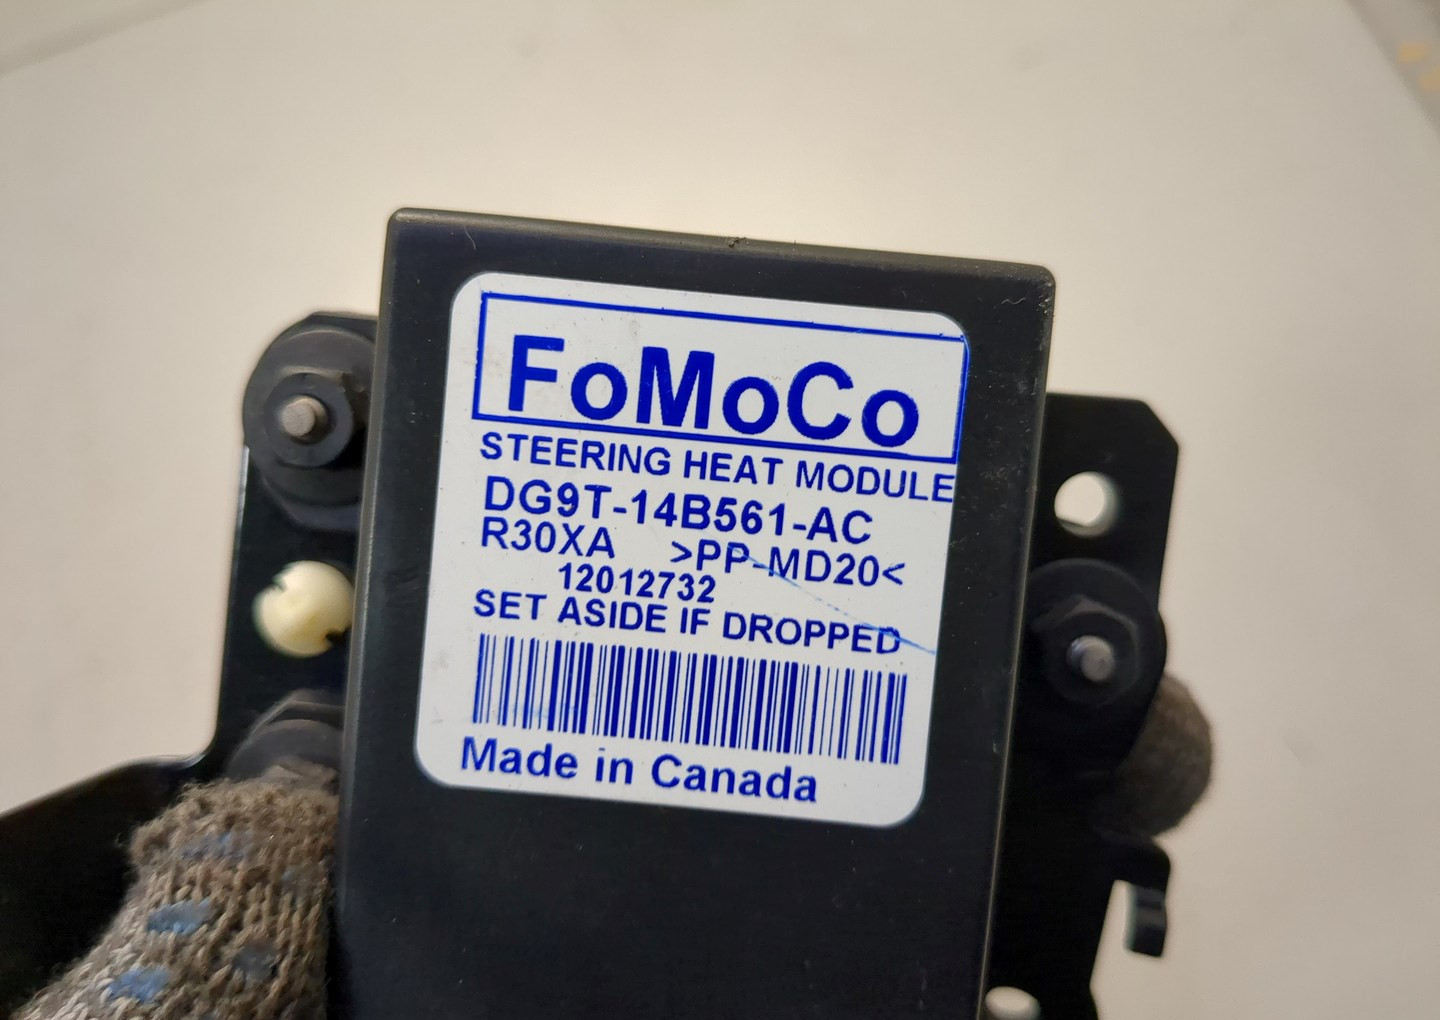 FoMoCo
STEERING HEAT MODULE
DG9T-14B561-AC
R30XA >PP-MD20<
12012732
SET ASIDE IF DROPPED
Made in Canada